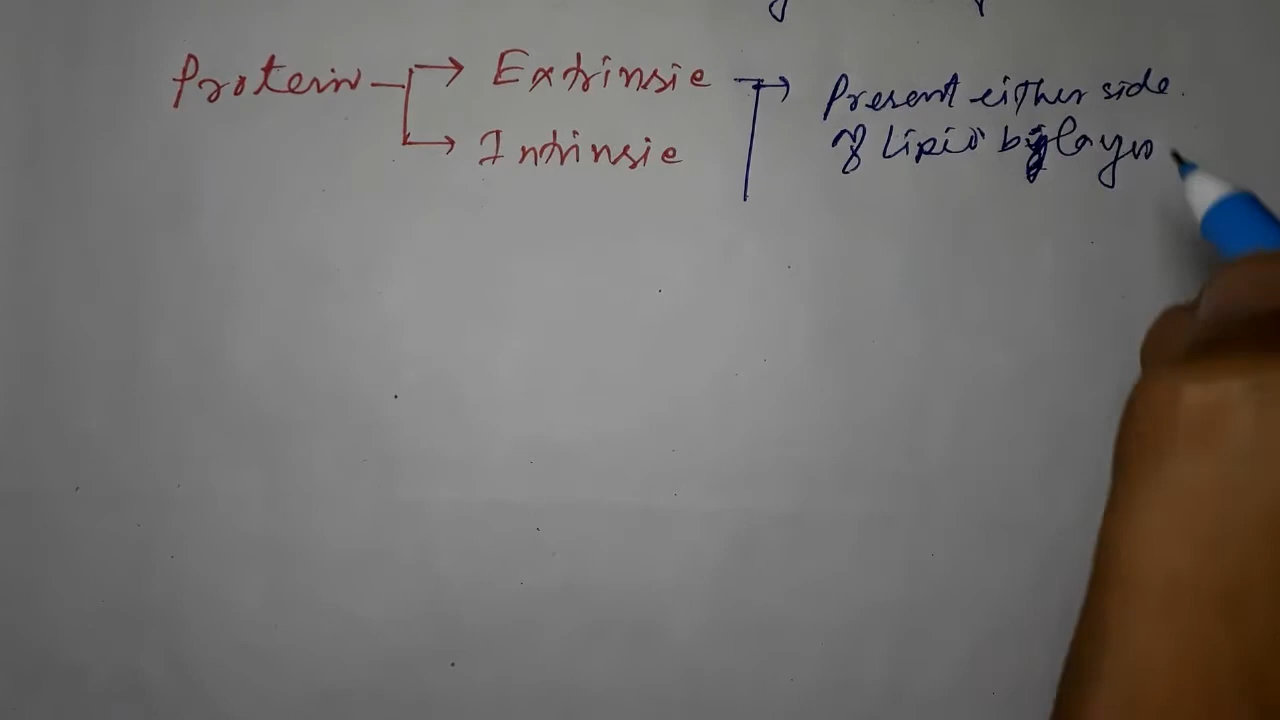 Protein → Extrinsic → Present either side
→ Intrinsic of Lipid bilayer